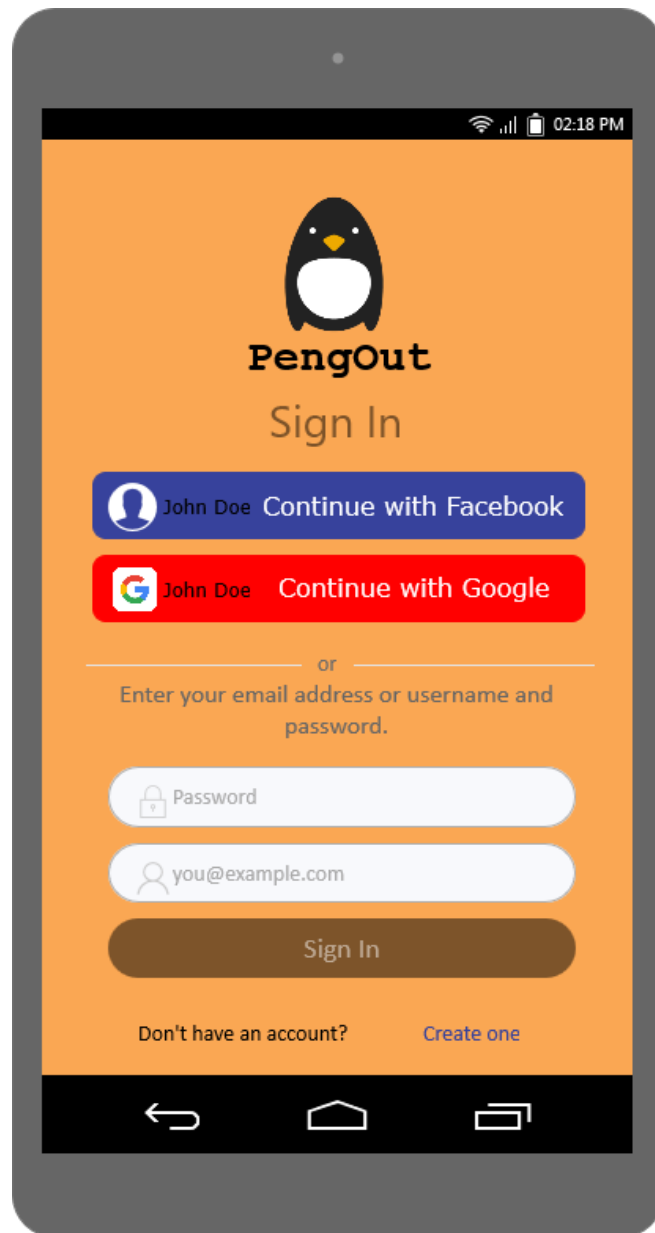 02:18 PM
PengOut
Sign In
John Doe Continue with Facebook
John Doe Continue with Google
or
Enter your email address or username and
password.
Password
you@example.com
Sign In
Don't have an account? Create one